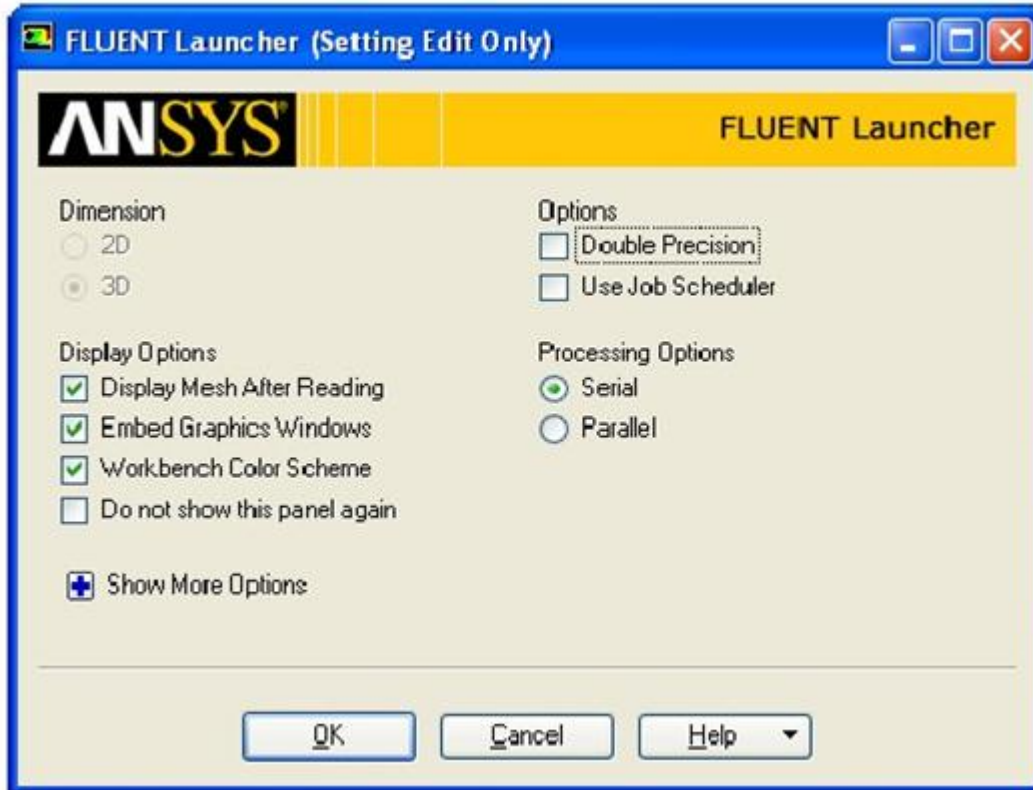 FLUENT Launcher (Setting Edit Only)
ANSYS®
FLUENT Launcher
Dimension
2D
3D
Options
Double Precision
Use Job Scheduler
Display Options
Display Mesh After Reading
Embed Graphics Windows
Workbench Color Scheme
Do not show this panel again
Processing Options
Serial
Parallel
Show More Options
OK
Cancel
Help